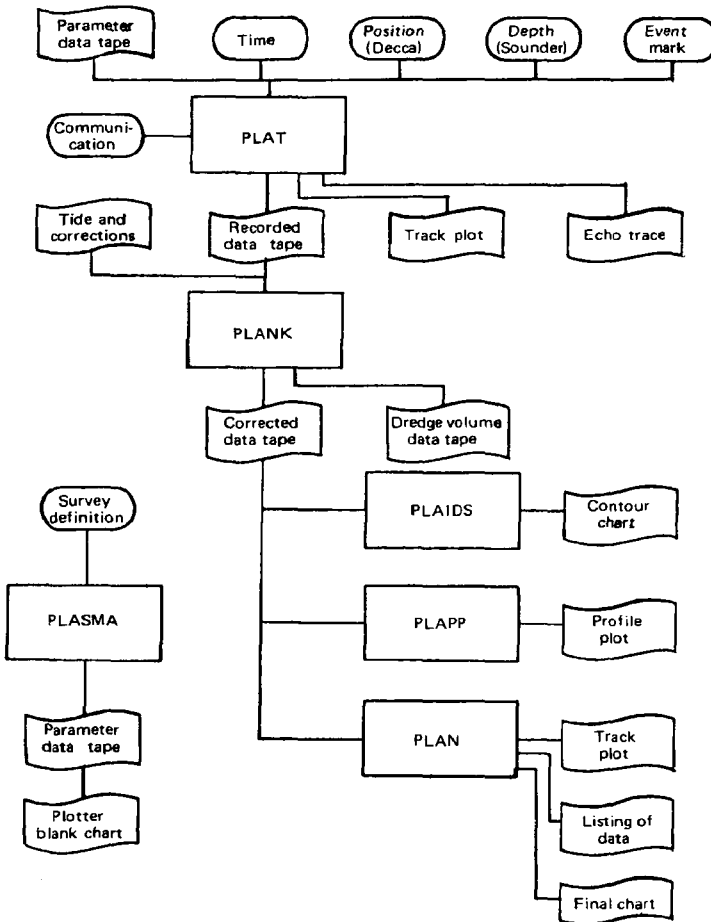 Parameter
data tape
Time
Position
(Decca)
Depth
(Sounder)
Event
mark
Communi-
cation
PLAT
Tide and
corrections
Recorded
data tape
Track plot
Echo trace
PLANK
Corrected
data tape
Dredge volume
data tape
Survey
definition
PLAIDS
Contour
chart
PLASMA
PLAPP
Profile
plot
Parameter
data tape
PLAN
Track
plot
Plotter
blank chart
Listing of
data
Final chart